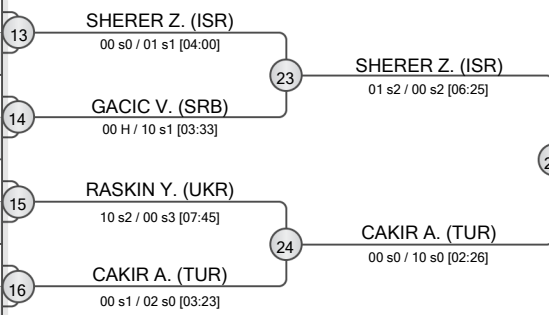 13
SHERER Z. (ISR)
00 s0 / 01 s1 [04:00]
23
SHERER Z. (ISR)
01 s2 / 00 s2 [06:25]
14
GACIC V. (SRB)
00 H / 10 s1 [03:33]
15
RASKIN Y. (UKR)
10 s2 / 00 s3 [07:45]
24
CAKIR A. (TUR)
00 s0 / 10 s0 [02:26]
16
CAKIR A. (TUR)
00 s1 / 02 s0 [03:23]